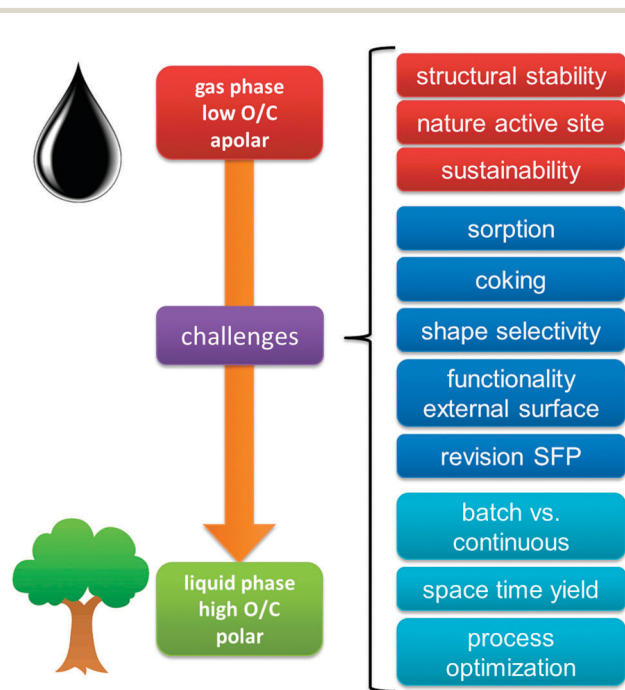 gas phase
low O/C
apolar
challenges
liquid phase
high O/C
polar
structural stability
nature active site
sustainability
sorption
coking
shape selectivity
functionality
external surface
revision SFP
batch vs.
continuous
space time yield
process
optimization